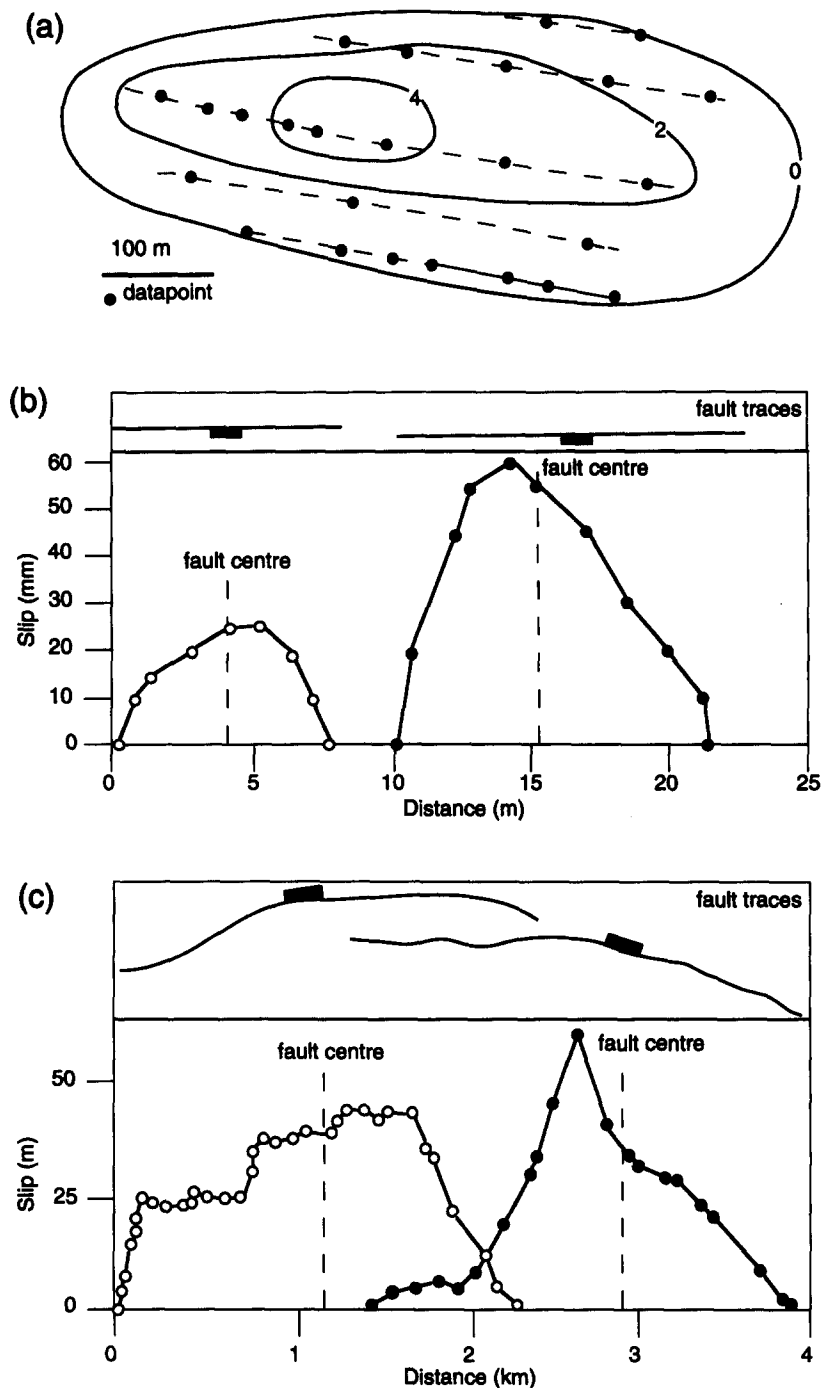 (a)
4
2
0
100 m
datapoint
(b)
fault traces
60
50
40
30
20
10
0
Slip (mm)
fault centre
fault centre
0 5 10 15 20 25
Distance (m)
(c)
fault traces
50
25
0
Slip (m)
fault centre
fault centre
0 1 2 3 4
Distance (km)